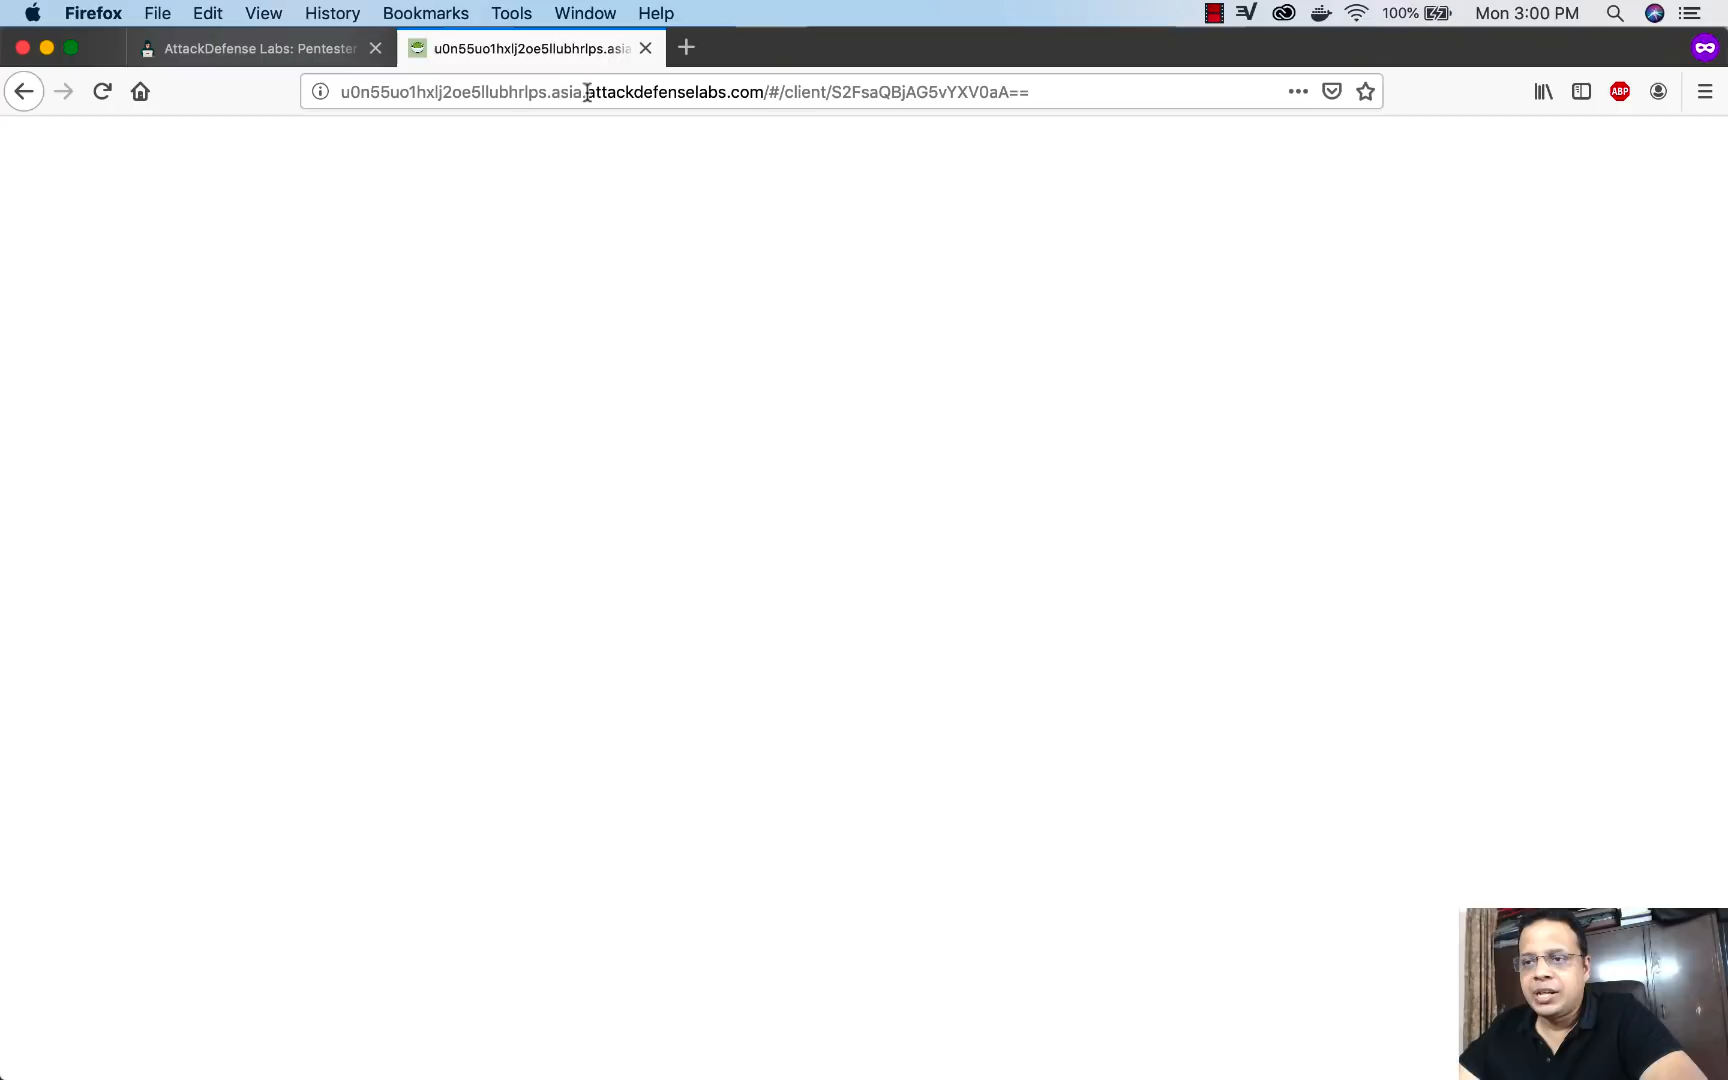 Firefox File Edit View History Bookmarks Tools Window Help 100% Mon 3:00 PM
AttackDefense Labs: Pentester u0n55uo1hxlj2oe5llubhrlps.asia
u0n55uo1hxlj2oe5llubhrlps.asia.attackdefenselabs.com/#/client/S2FsaQBjAG5vYXV0aA== ABP